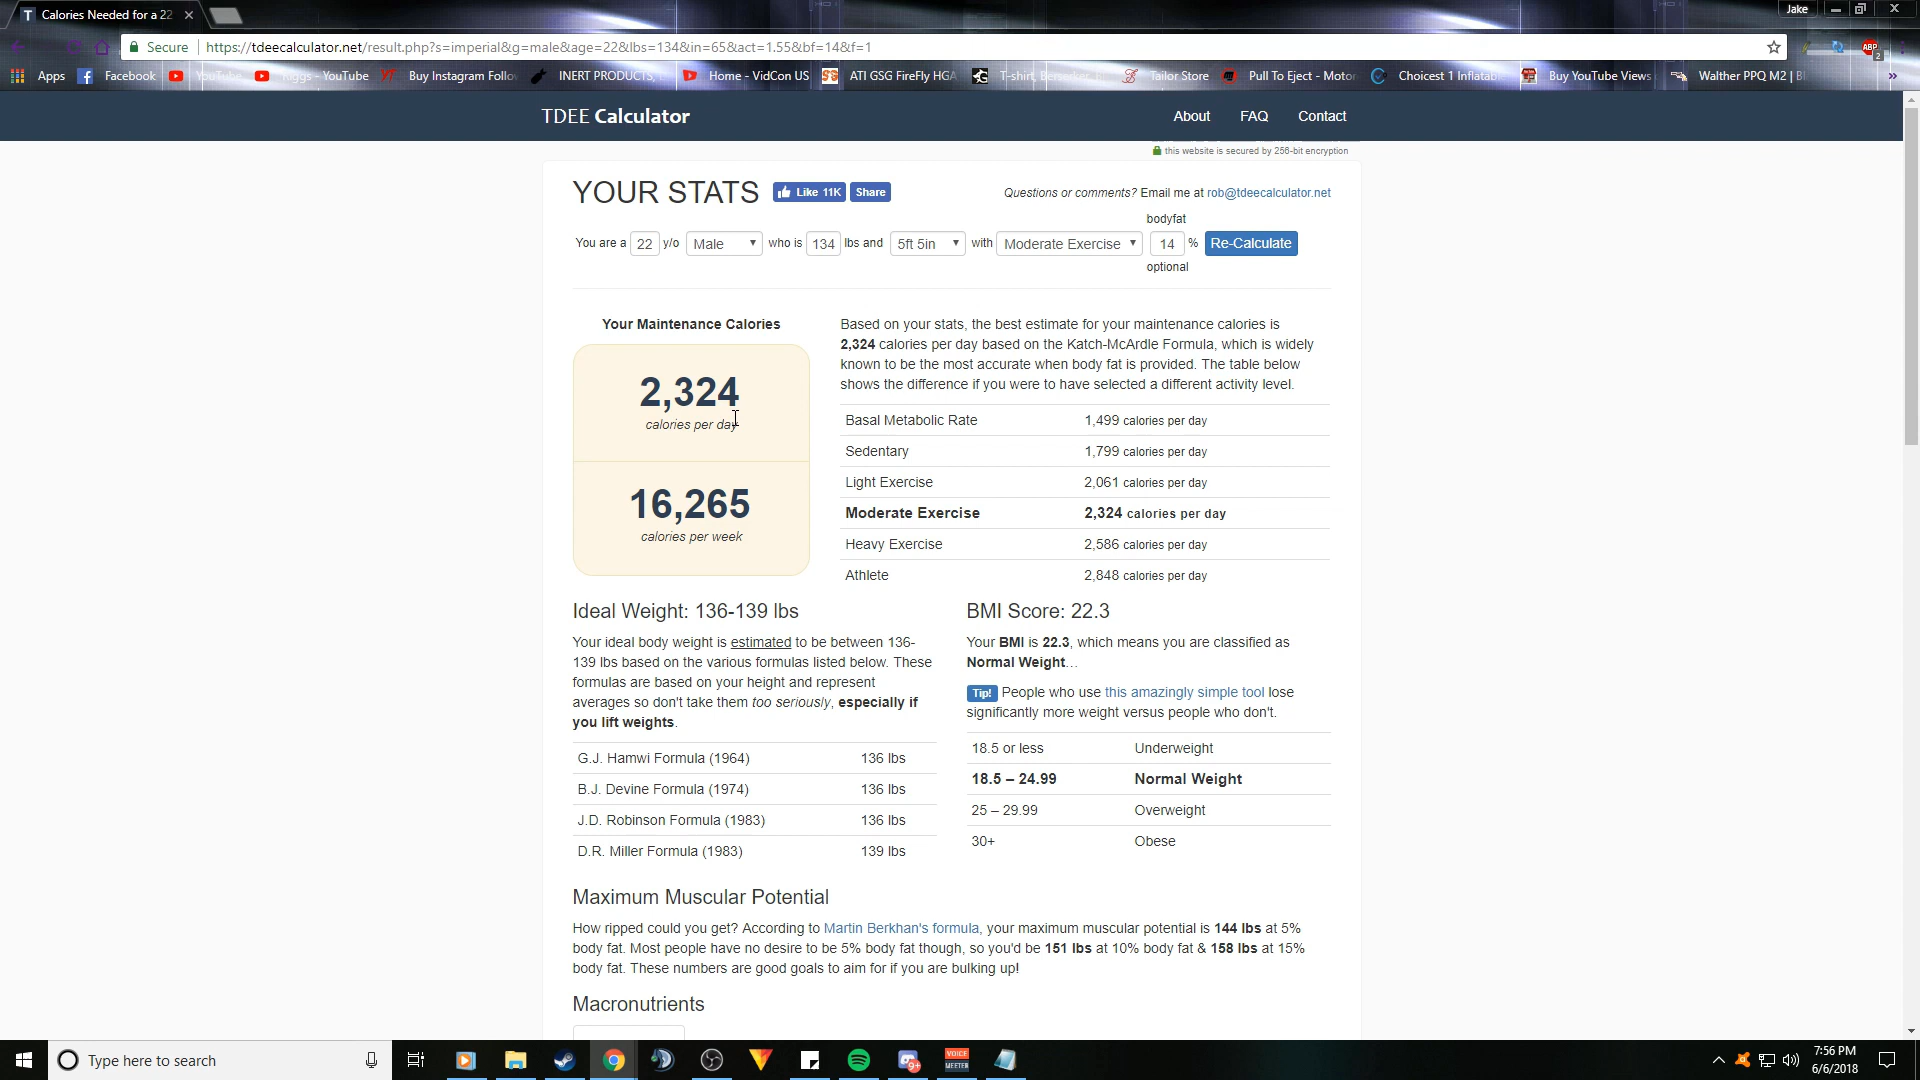 Calories Needed for a 22
Jake
Secure
https://tdeecalculator.net/result.php?s=imperial&g=male&age=22&lbs=134&in=65&act=1.55&bf=14&f=1
ABP
2
Apps
Facebook
YouTube
Riggs - YouTube
Buy Instagram Follo
INERT PRODUCTS,
Home - VidCon US
ATI GSG FireFly HGA
T-shirt
Tailor Store
Pull To Eject - Motor
Choicest 1 Inflatab
Buy YouTube Views
Walther PPQ M2 | B
TDEE Calculator
About
FAQ
Contact
this website is secured by 256-bit encryption
YOUR STATS
Like 11K
Share
Questions or comments? Email me at rob@tdeecalculator.net
bodyfat
You are a 22 y/o Male who is 134 lbs and 5ft 5in with Moderate Exercise 14 % Re-Calculate
optional
Your Maintenance Calories
2,324
calories per day
16,265
calories per week
Based on your stats, the best estimate for your maintenance calories is
2,324 calories per day based on the Katch-McArdle Formula, which is widely
known to be the most accurate when body fat is provided. The table below
shows the difference if you were to have selected a different activity level.
Basal Metabolic Rate 1,499 calories per day
Sedentary 1,799 calories per day
Light Exercise 2,061 calories per day
Moderate Exercise 2,324 calories per day
Heavy Exercise 2,586 calories per day
Athlete 2,848 calories per day
Ideal Weight: 136-139 lbs
Your ideal body weight is estimated to be between 136-
139 lbs based on the various formulas listed below. These
formulas are based on your height and represent
averages so don't take them too seriously, especially if
you lift weights.
G.J. Hamwi Formula (1964) 136 lbs
B.J. Devine Formula (1974) 136 lbs
J.D. Robinson Formula (1983) 136 lbs
D.R. Miller Formula (1983) 139 lbs
BMI Score: 22.3
Your BMI is 22.3, which means you are classified as
Normal Weight...
Tip! People who use this amazingly simple tool lose
significantly more weight versus people who don't.
18.5 or less Underweight
18.5 – 24.99 Normal Weight
25 – 29.99 Overweight
30+ Obese
Maximum Muscular Potential
How ripped could you get? According to Martin Berkhan's formula, your maximum muscular potential is 144 lbs at 5%
body fat. Most people have no desire to be 5% body fat though, so you'd be 151 lbs at 10% body fat & 158 lbs at 15%
body fat. These numbers are good goals to aim for if you are bulking up!
Macronutrients
Type here to search
VOICE
MEETER
7:56 PM
6/6/2018